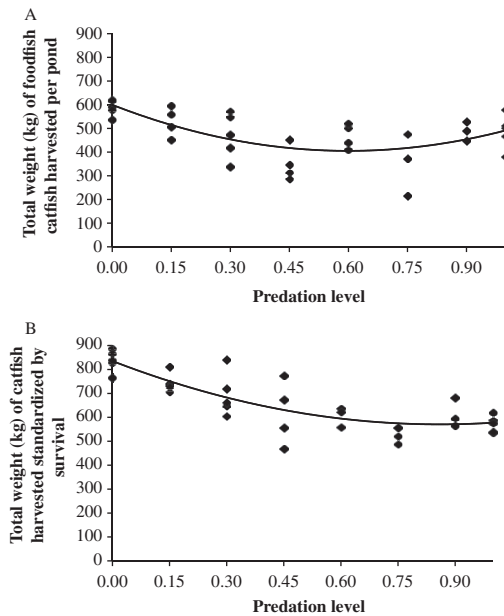 A
Total weight (kg) of foodfish
catfish harvested per pond
900
800
700
600
500
400
300
200
100
0
0.00 0.15 0.30 0.45 0.60 0.75 0.90
Predation level
B
Total weight (kg) of catfish
harvested standardized by
survival
900
800
700
600
500
400
300
200
100
0
0.00 0.15 0.30 0.45 0.60 0.75 0.90
Predation level